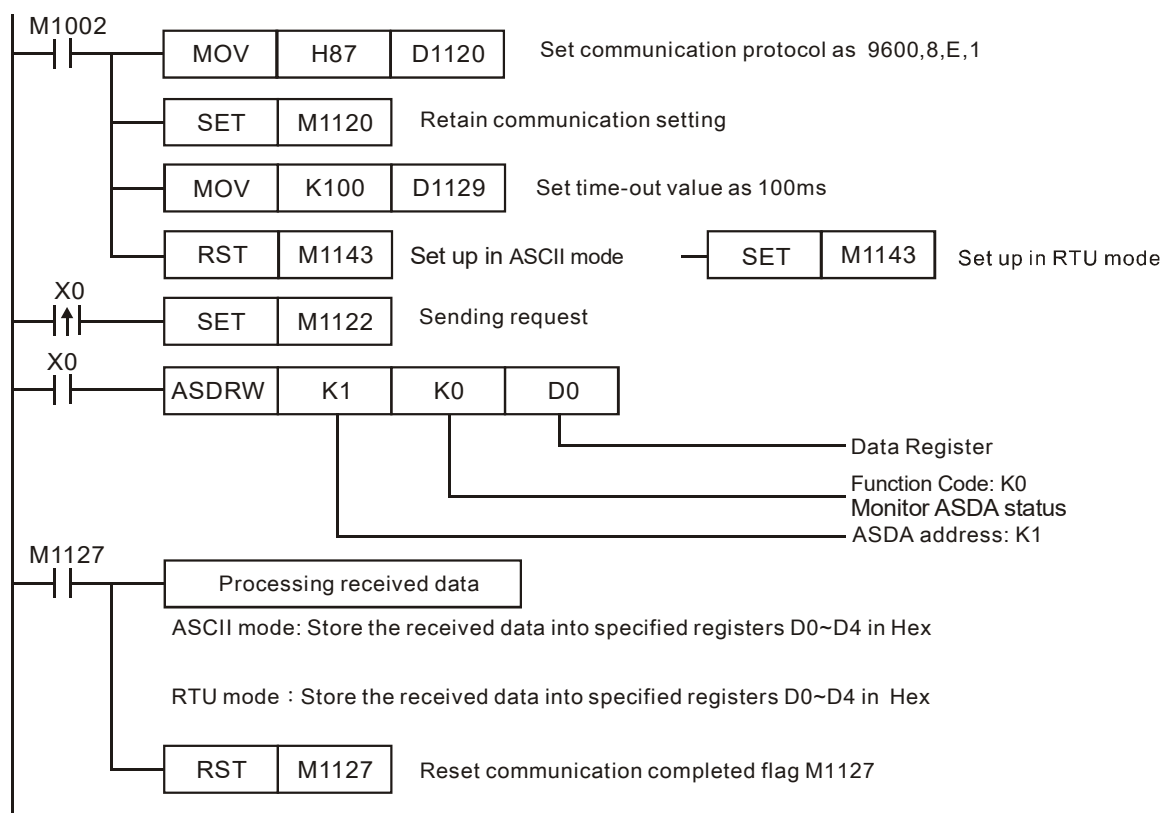 M1002
MOV H87 D1120 Set communication protocol as 9600,8,E,1
SET M1120 Retain communication setting
MOV K100 D1129 Set time-out value as 100ms
RST M1143 Set up in ASCII mode SET M1143 Set up in RTU mode
X0
SET M1122 Sending request
X0
ASDRW K1 K0 D0
Data Register
Function Code: K0
Monitor ASDA status
ASDA address: K1
M1127
Processing received data
ASCII mode: Store the received data into specified registers D0~D4 in Hex
RTU mode：Store the received data into specified registers D0~D4 in Hex
RST M1127 Reset communication completed flag M1127